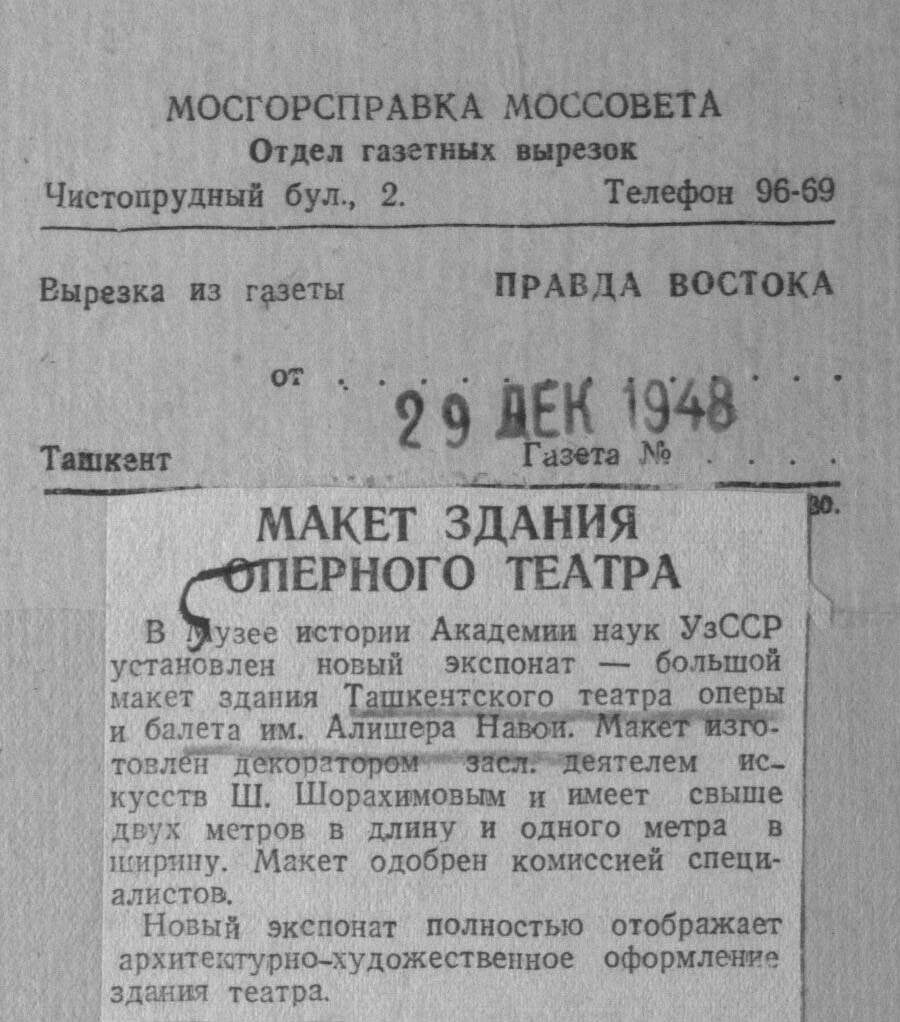 МОСГОРСПРАВКА МОССОВЕТА
Отдел газетных вырезок
Чистопрудный бул., 2. Телефон 96-69
Вырезка из газеты ПРАВДА ВОСТОКА
от . . . . . . . . . . . . .
29 ДЕК 1948
Ташкент Газета № . . . .
30.
МАКЕТ ЗДАНИЯ
ОПЕРНОГО ТЕАТРА
В Музее истории Академии наук УзССР
установлен новый экспонат — большой
макет здания Ташкентского театра оперы
и балета им. Алишера Навои. Макет изго-
товлен декоратором засл. деятелем ис-
кусств Ш. Шорахимовым и имеет свыше
двух метров в длину и одного метра в
ширину. Макет одобрен комиссией специ-
алистов.
Новый экспонат полностью отображает
архитектурно-художественное оформление
здания театра.